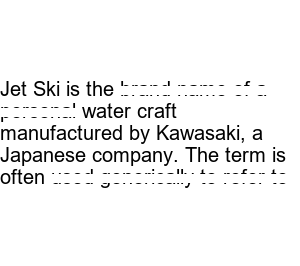 Jet Ski is the brand name of a
personal water craft
manufactured by Kawasaki, a
Japanese company. The term is
often used generically to refer to